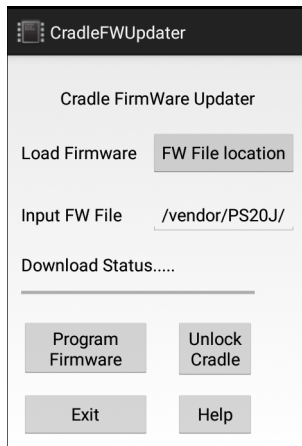 CradleFWUpdater
Cradle FirmWare Updater
Load Firmware FW File location
Input FW File /vendor/PS20J/
Download Status.....
Program Firmware
Unlock Cradle
Exit Help